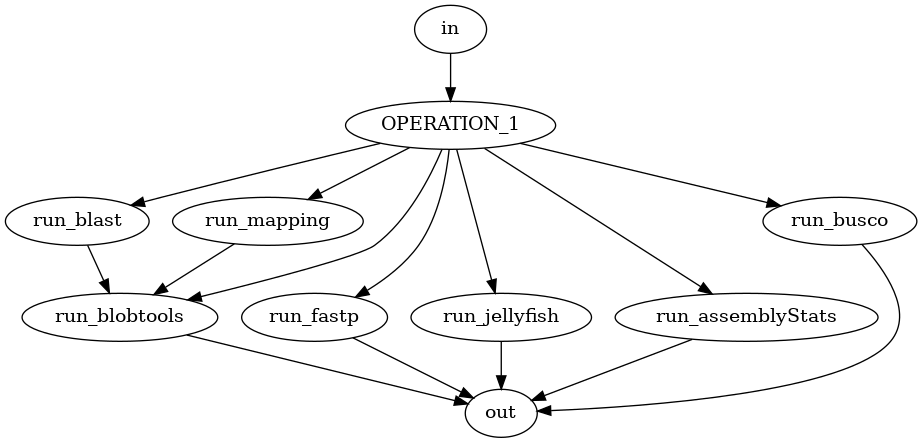 in
OPERATION_1
run_blast
run_mapping
run_busco
run_blobtools
run_fastp
run_jellyfish
run_assemblyStats
out